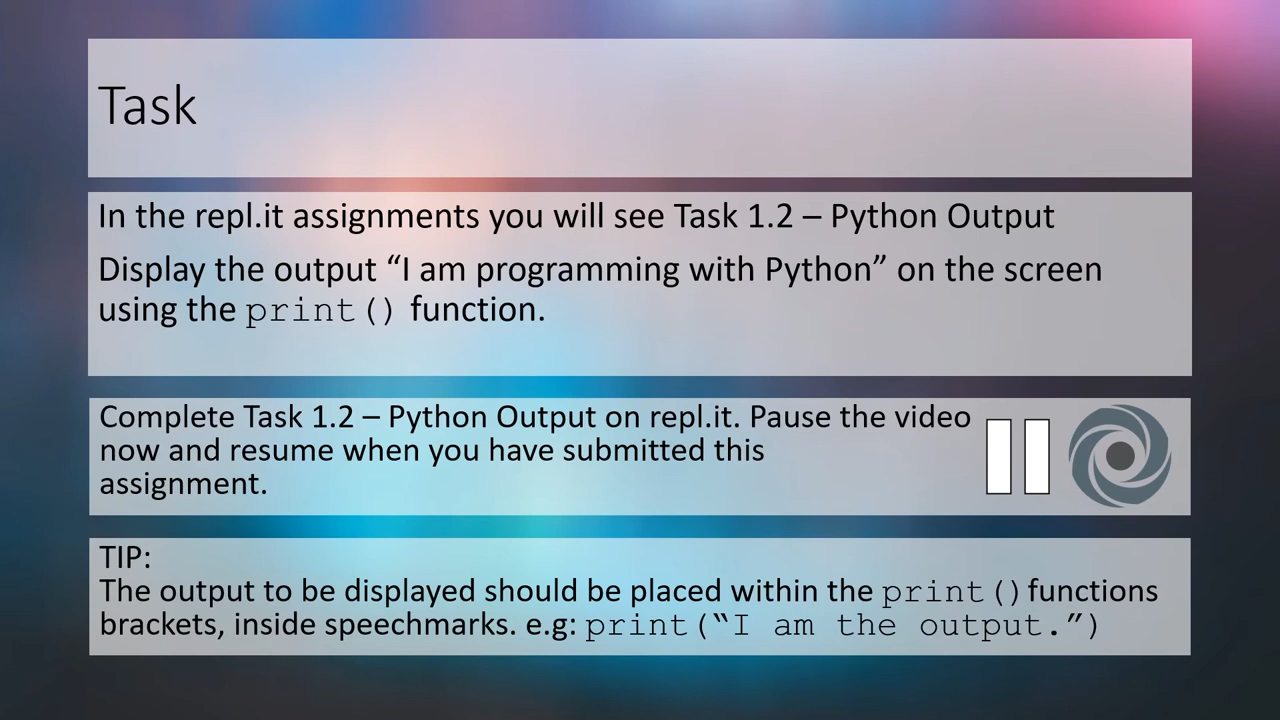 Task
In the repl.it assignments you will see Task 1.2 – Python Output
Display the output “I am programming with Python” on the screen
using the print() function.
Complete Task 1.2 – Python Output on repl.it. Pause the video
now and resume when you have submitted this
assignment.
TIP:
The output to be displayed should be placed within the print() functions
brackets, inside speechmarks. e.g: print(“I am the output.”)